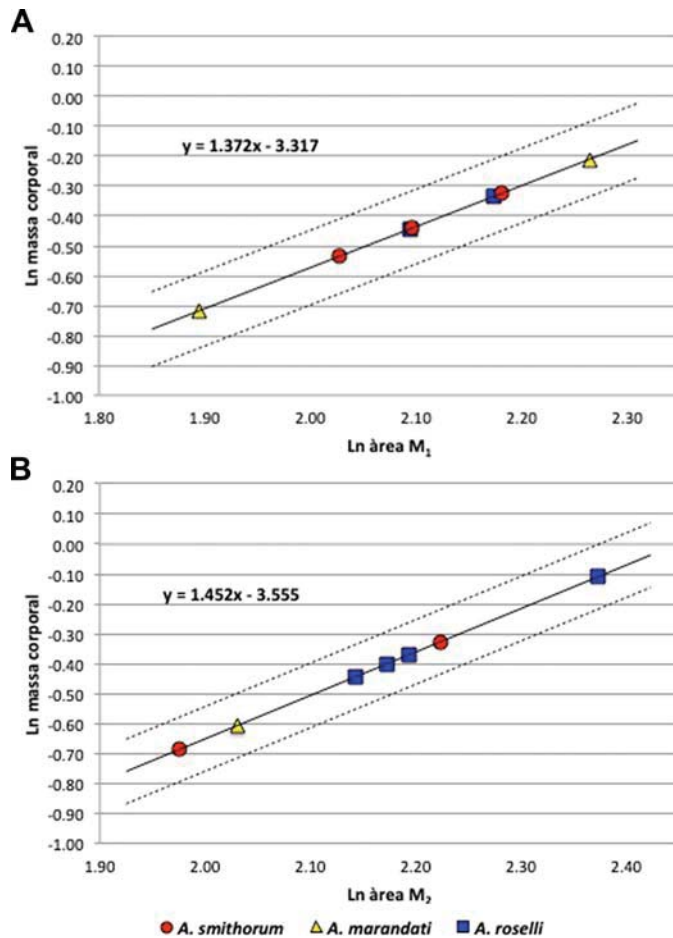 A
0.20
0.10
0.00
-0.10
-0.20
-0.30
-0.40
-0.50
-0.60
-0.70
-0.80
-0.90
-1.00
Ln massa corporal
y = 1.372x - 3.317
1.80 1.90 2.00 2.10 2.20 2.30
Ln àrea M₁
B
0.20
0.10
0.00
-0.10
-0.20
-0.30
-0.40
-0.50
-0.60
-0.70
-0.80
-0.90
-1.00
Ln massa corporal
y = 1.452x - 3.555
1.90 2.00 2.10 2.20 2.30 2.40
Ln àrea M₂
A. smithorum A. marandati A. roselli